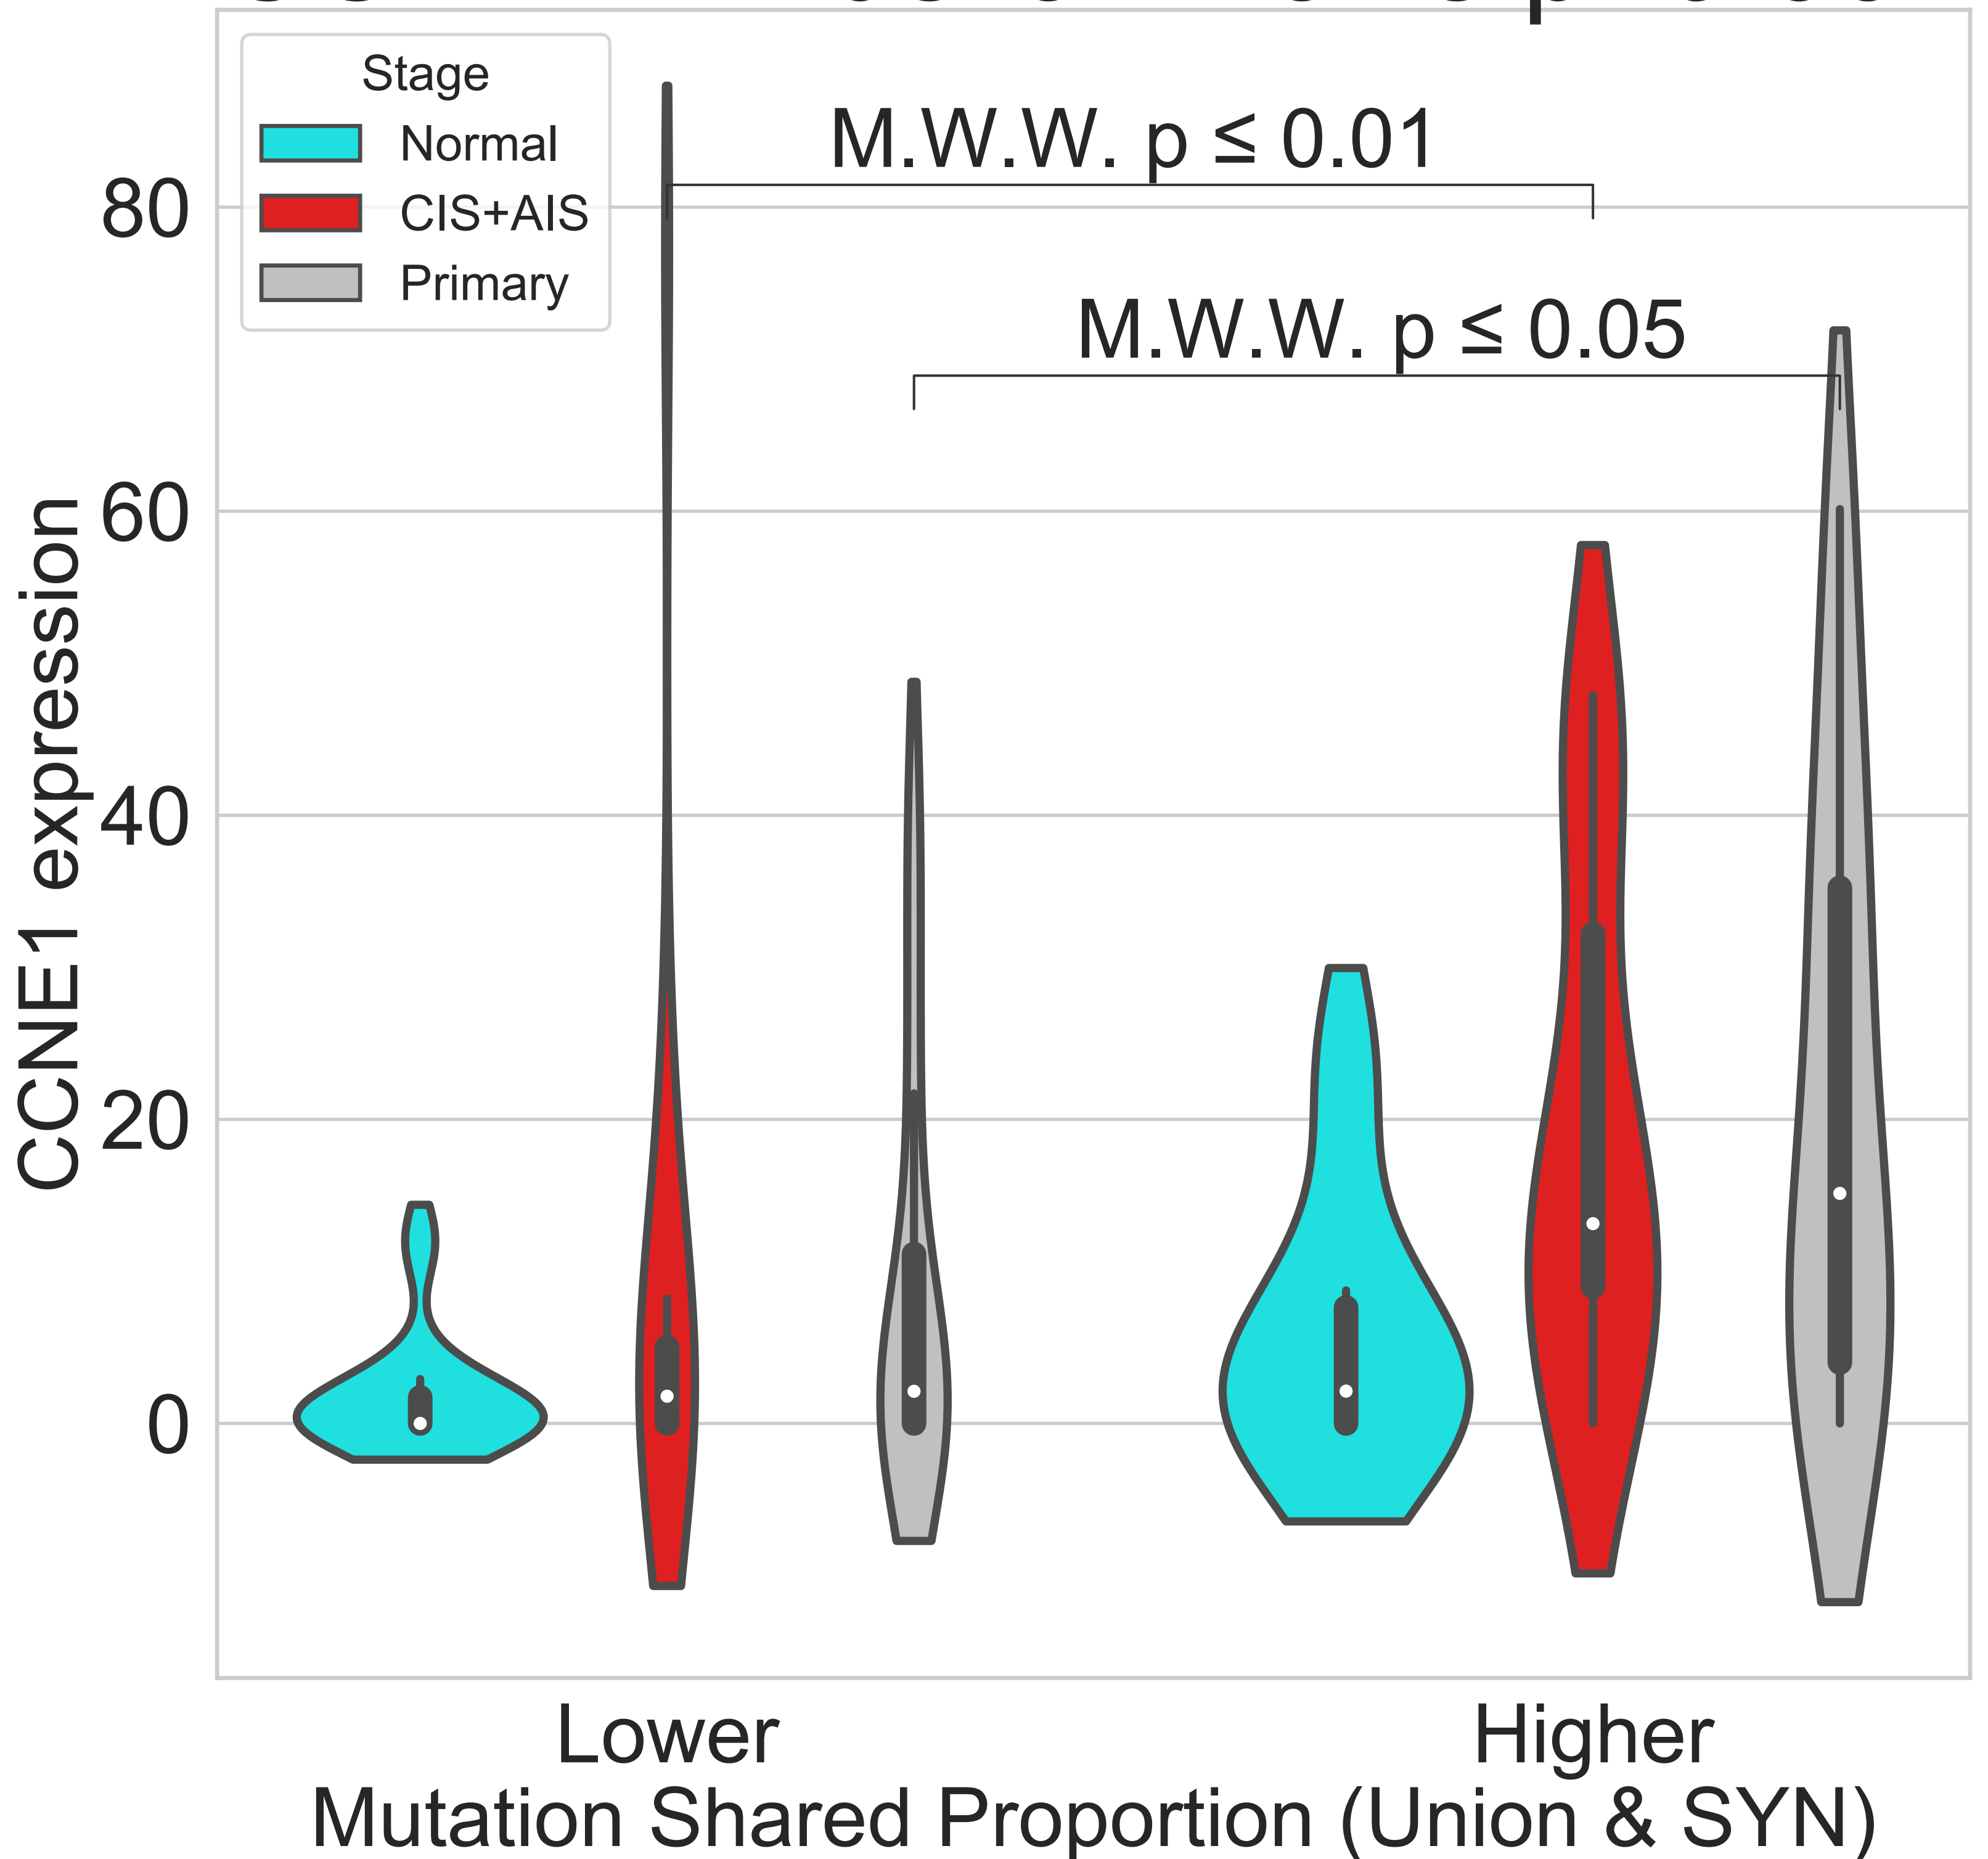 Stage
Normal
CIS+AIS
Primary
M.W.W. p ≤ 0.01
M.W.W. p ≤ 0.05
80
60
40
20
0
CCNE1 expression
Lower
Higher
Mutation Shared Proportion (Union & SYN)